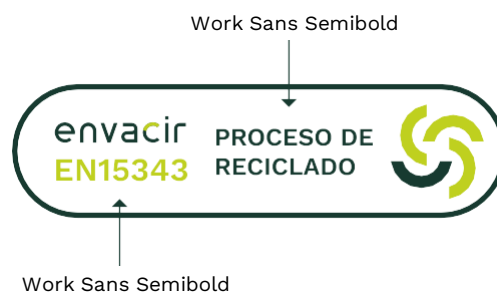 Work Sans Semibold
envacir
EN15343
PROCESO DE
RECICLADO
Work Sans Semibold